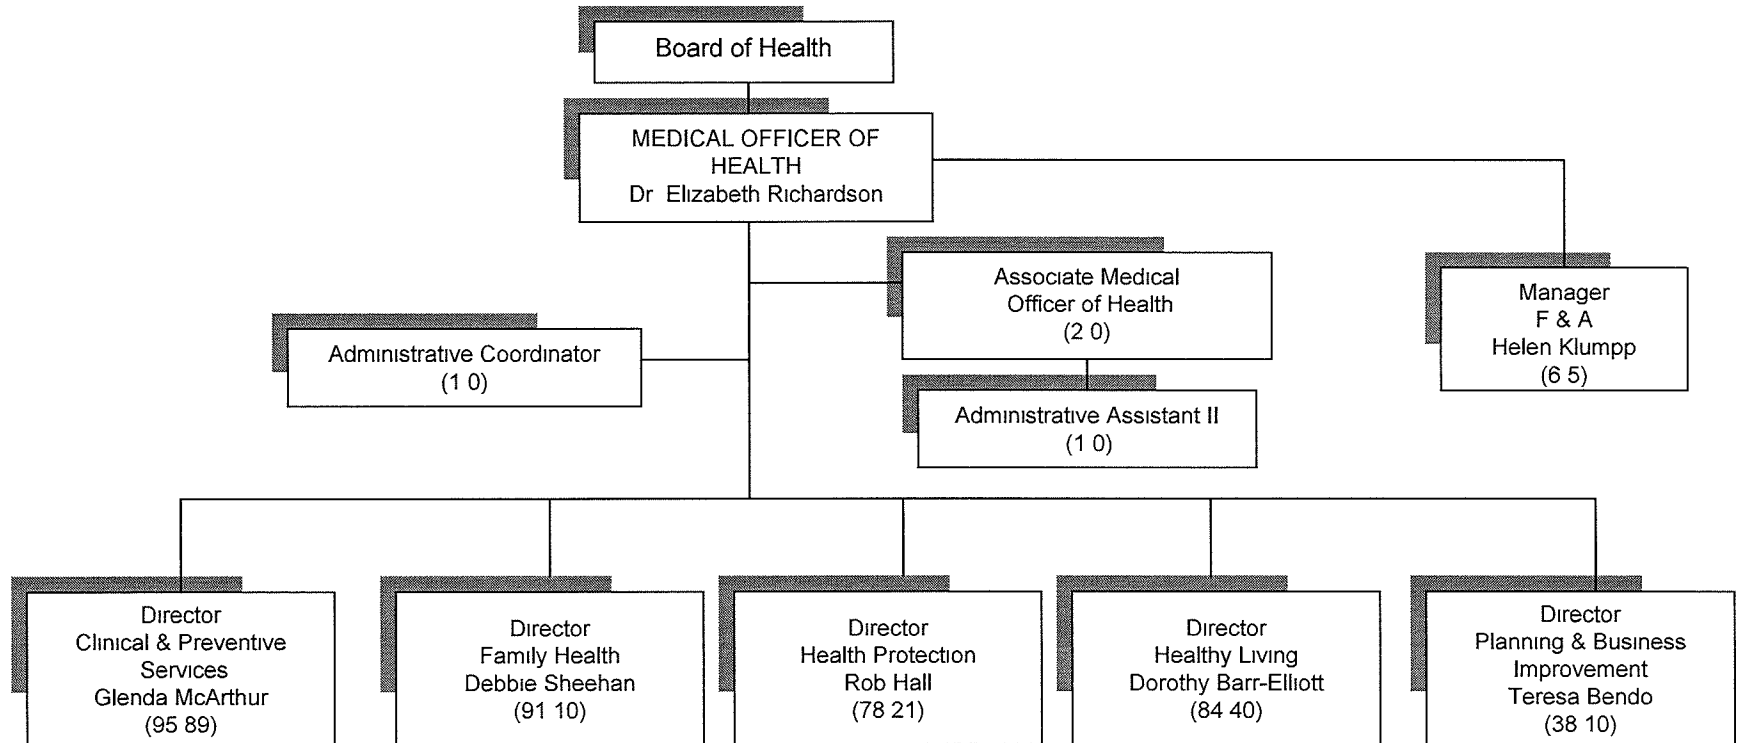 Board of Health
MEDICAL OFFICER OF
HEALTH
Dr Elizabeth Richardson
Associate Medical
Officer of Health
(2 0)
Manager
F & A
Helen Klumpp
(6 5)
Administrative Coordinator
(1 0)
Administrative Assistant II
(1 0)
Director
Clinical & Preventive
Services
Glenda McArthur
(95 89)
Director
Family Health
Debbie Sheehan
(91 10)
Director
Health Protection
Rob Hall
(78 21)
Director
Healthy Living
Dorothy Barr-Elliott
(84 40)
Director
Planning & Business
Improvement
Teresa Bendo
(38 10)